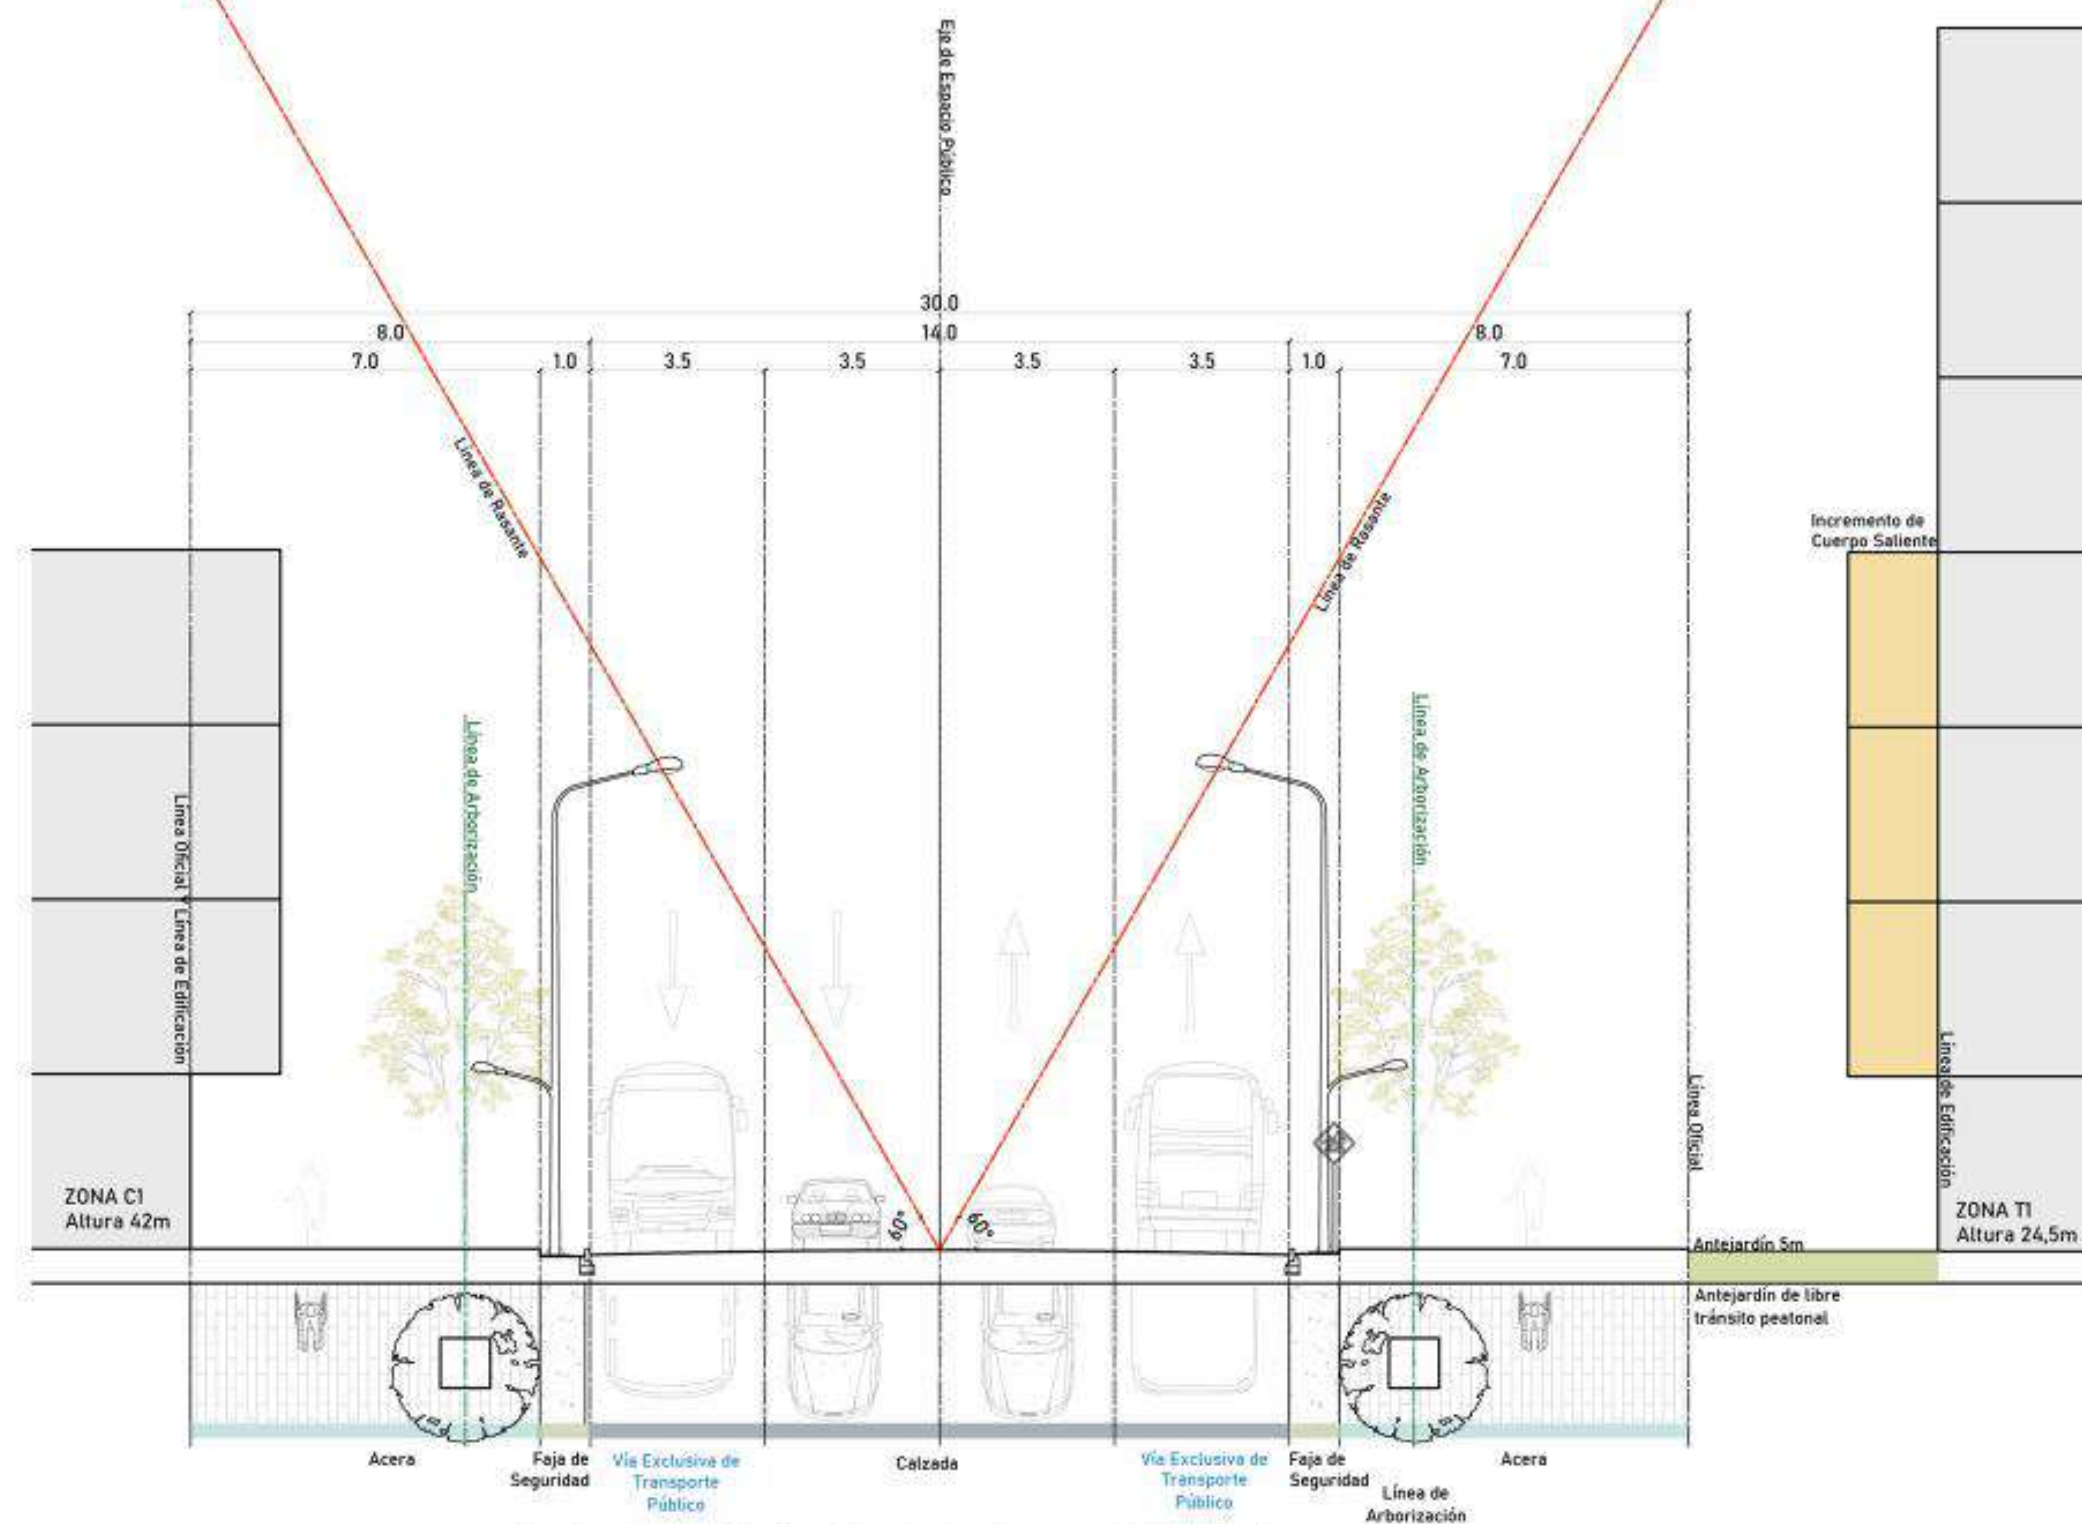 Eje de Espacio Público
30.0
8.0
14.0
8.0
7.0
1.0
3.5
3.5
3.5
3.5
1.0
7.0
Línea de Rasante
Línea de Rasante
Incremento de
Cuerpo Saliente
Línea de Arborización
Línea de Arborización
Línea Oficial Y Línea de Edificación
Línea Oficial
Línea de Edificación
ZONA C1
Altura 42m
60°
60°
ZONA T1
Altura 24,5m
Antejardín 5m
Antejardín de libre
tránsito peatonal
Acera
Faja de
Seguridad
Vía Exclusiva de
Transporte
Público
Calzada
Vía Exclusiva de
Transporte
Público
Faja de
Seguridad
Línea de
Arborización
Acera